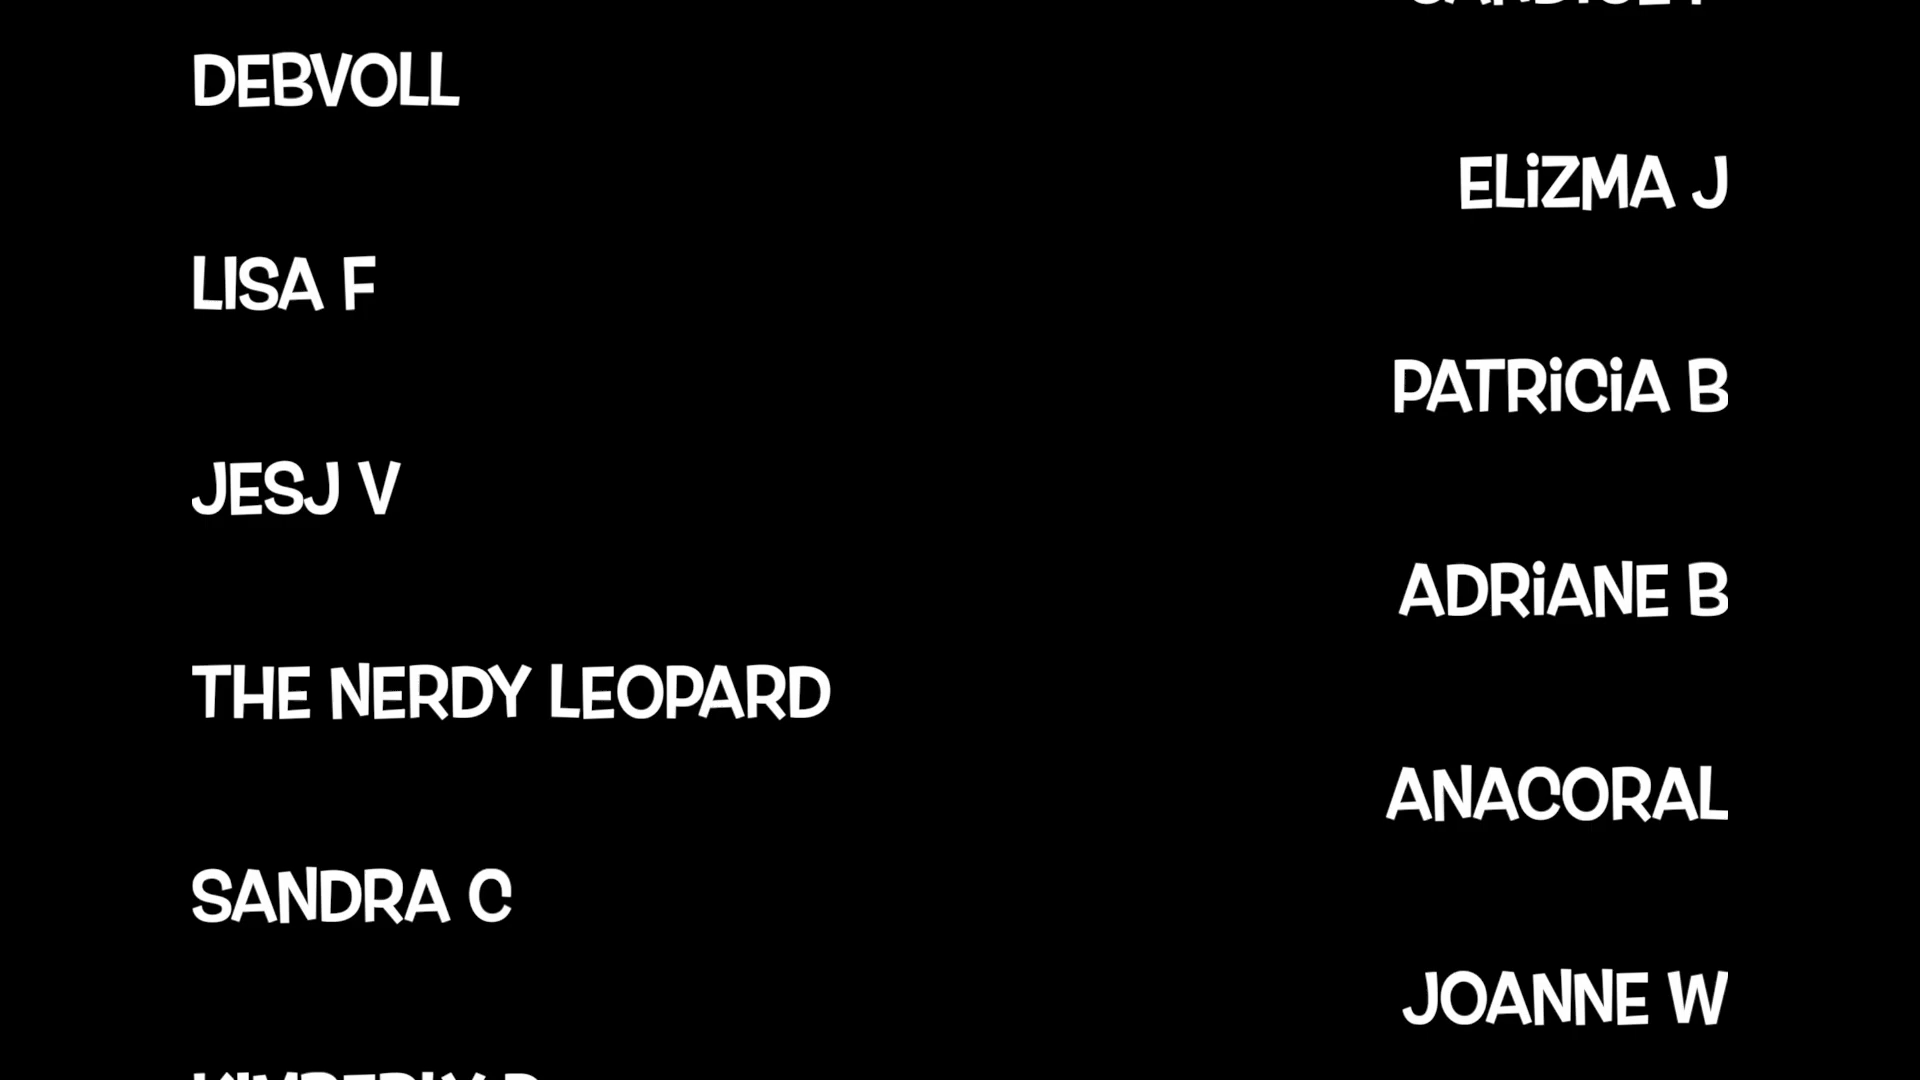 DEBVOLL
ELiZMA J
LISA F
PATRiCiA B
JESJ V
ADRiANE B
THE NERDY LEOPARD
ANACORAL
SANDRA C
JOANNE W